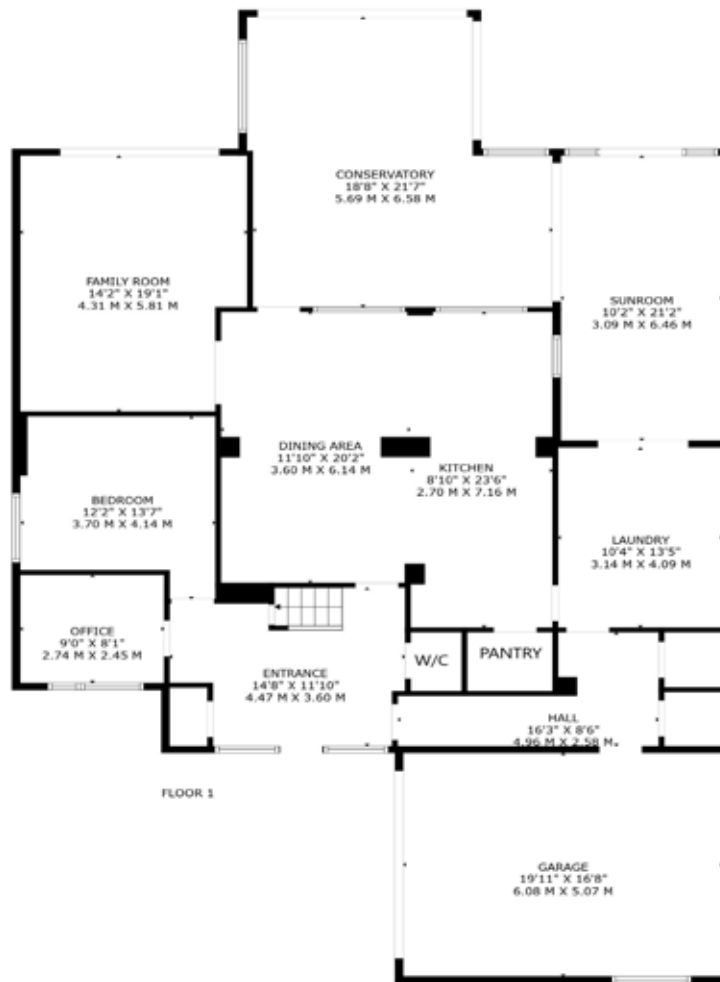 CONSERVATORY
18'8" X 21'7"
5.69 M X 6.58 M
FAMILY ROOM
14'2" X 19'1"
4.31 M X 5.81 M
SUNROOM
10'2" X 21'2"
3.09 M X 6.46 M
DINING AREA
11'10" X 20'2"
3.60 M X 6.14 M
KITCHEN
8'10" X 23'6"
2.70 M X 7.16 M
BEDROOM
12'2" X 13'7"
3.70 M X 4.14 M
LAUNDRY
10'4" X 13'5"
3.14 M X 4.09 M
OFFICE
9'0" X 8'1"
2.74 M X 2.45 M
W/C
PANTRY
ENTRANCE
14'8" X 11'10"
4.47 M X 3.60 M
HALL
16'3" X 8'6"
4.96 M X 2.58 M
FLOOR 1
GARAGE
19'11" X 16'8"
6.08 M X 5.07 M